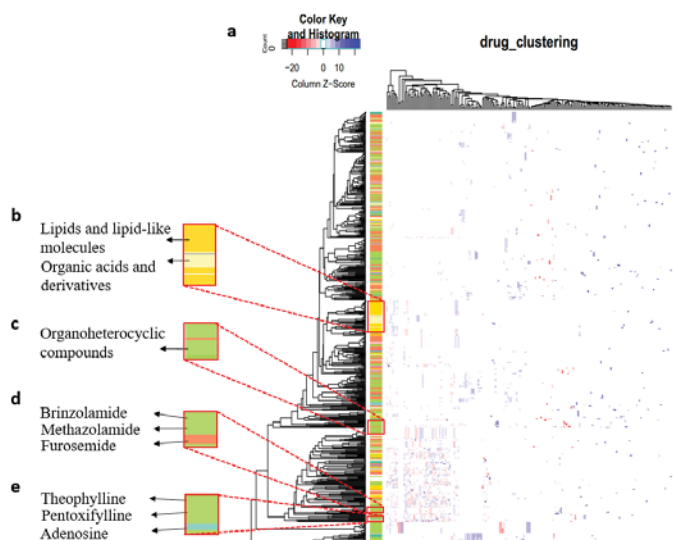 a
Color Key
and Histogram
Count
0
−20 0 10
Column Z−Score
drug_clustering
b
Lipids and lipid-like
molecules
Organic acids and
derivatives
c
Organoheterocyclic
compounds
d
Brinzolamide
Methazolamide
Furosemide
e
Theophylline
Pentoxifylline
Adenosine